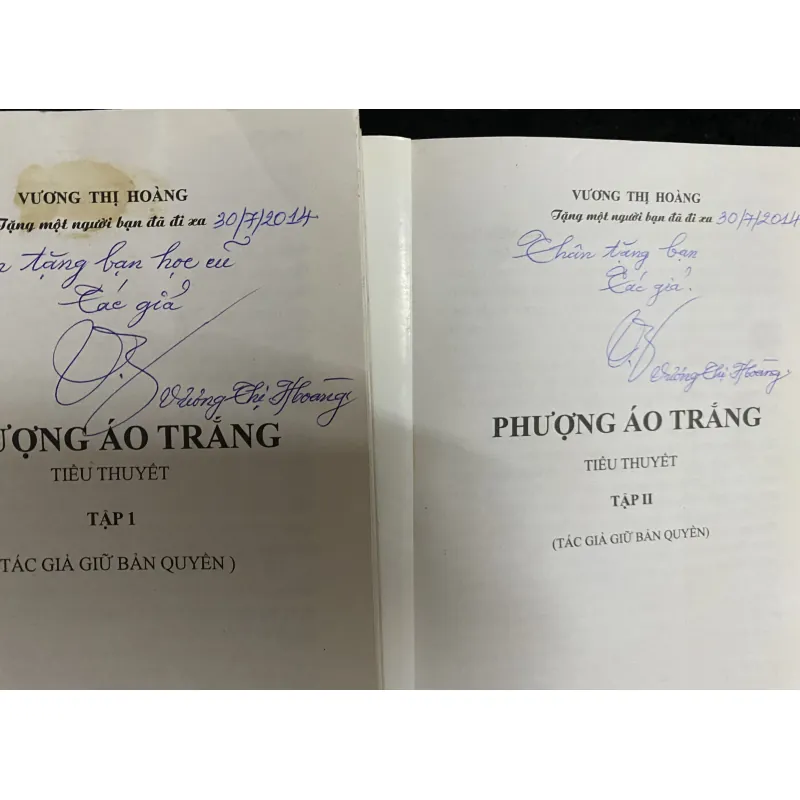 VƯƠNG THỊ HOÀNG
Tặng một người bạn đã đi xa 30/7/2014
tặng bạn học cũ
Tác giả
Vương Thị Hoàng
ƯỢNG ÁO TRẮNG
TIỂU THUYẾT
TẬP 1
(TÁC GIẢ GIỮ BẢN QUYỀN )
VƯƠNG THỊ HOÀNG
Tặng một người bạn đã đi xa 30/7/2014
Thân tặng bạn
Tác giả.
Vương Thị Hoàng
PHƯỢNG ÁO TRẮNG
TIỂU THUYẾT
TẬP II
(TÁC GIẢ GIỮ BẢN QUYỀN)